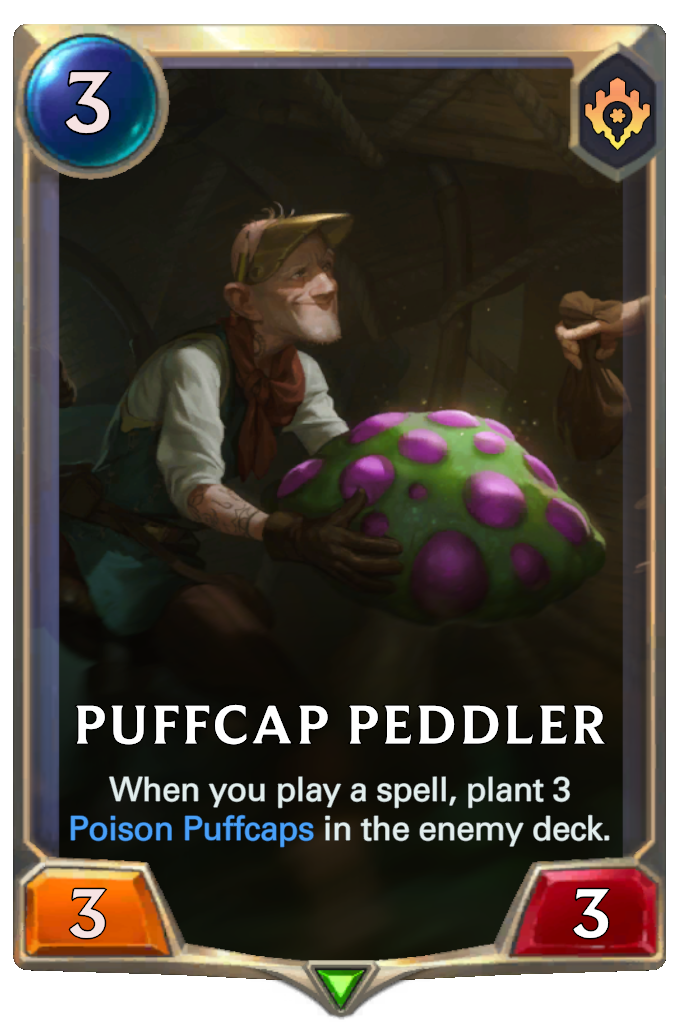 3
PUFFCAP PEDDLER
When you play a spell, plant 3
Poison Puffcaps in the enemy deck.
3
3